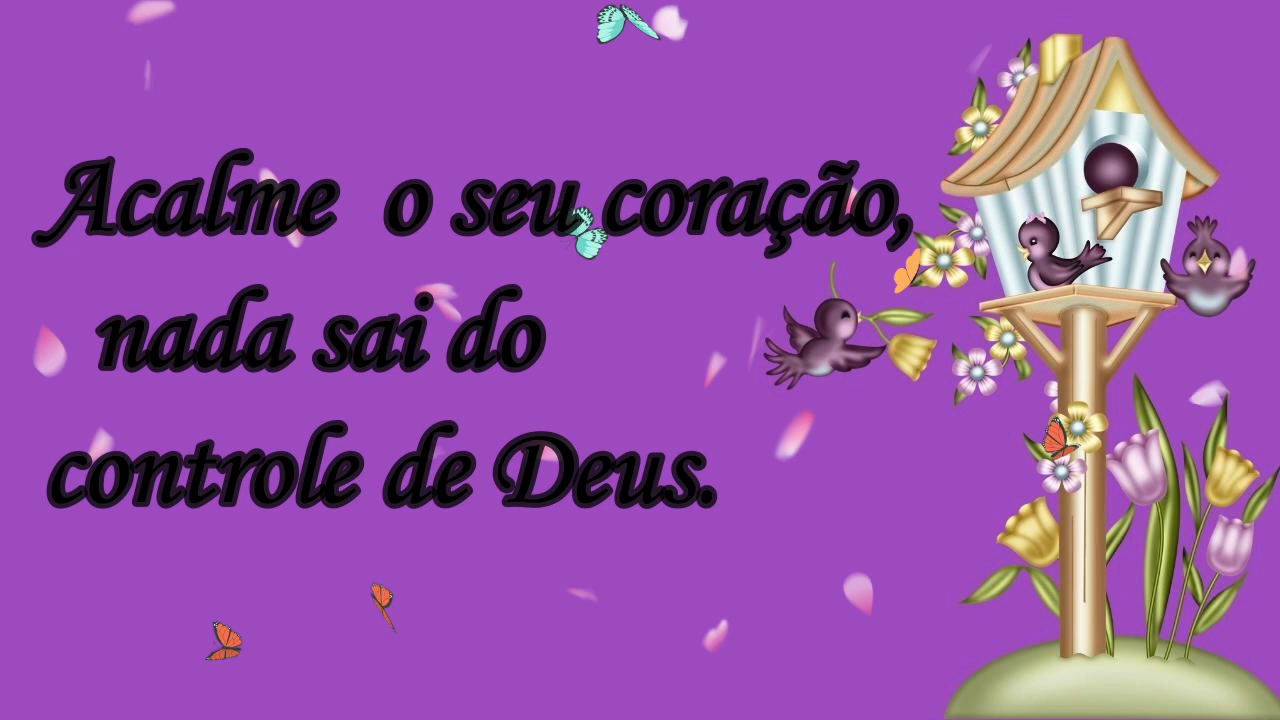 Acalme o seu coração,
nada sai do
controle de Deus.